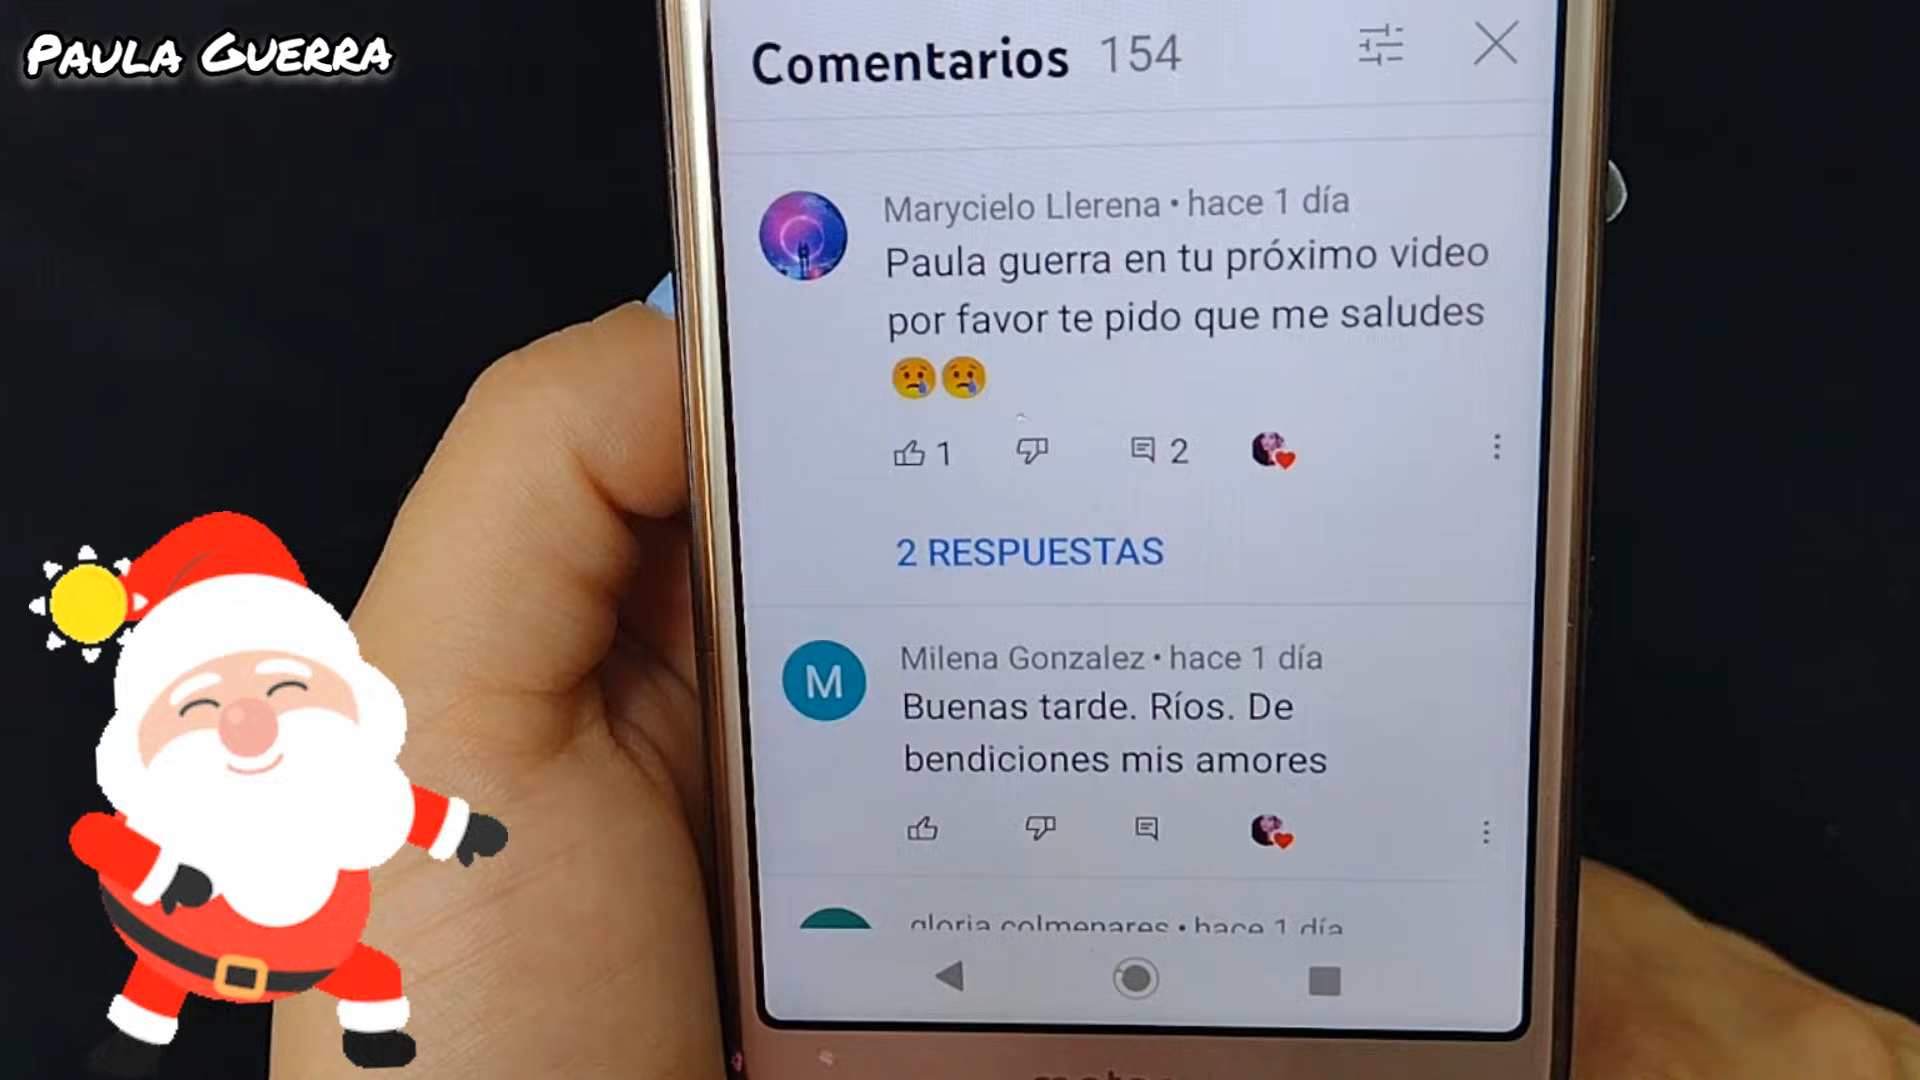 PAULA GUERRA
Comentarios 154
Marycielo Llerena • hace 1 día
Paula guerra en tu próximo video
por favor te pido que me saludes
😢😢
1 2
2 RESPUESTAS
M
Milena Gonzalez • hace 1 día
Buenas tarde. Ríos. De
bendiciones mis amores
gloria colmenares • hace 1 día